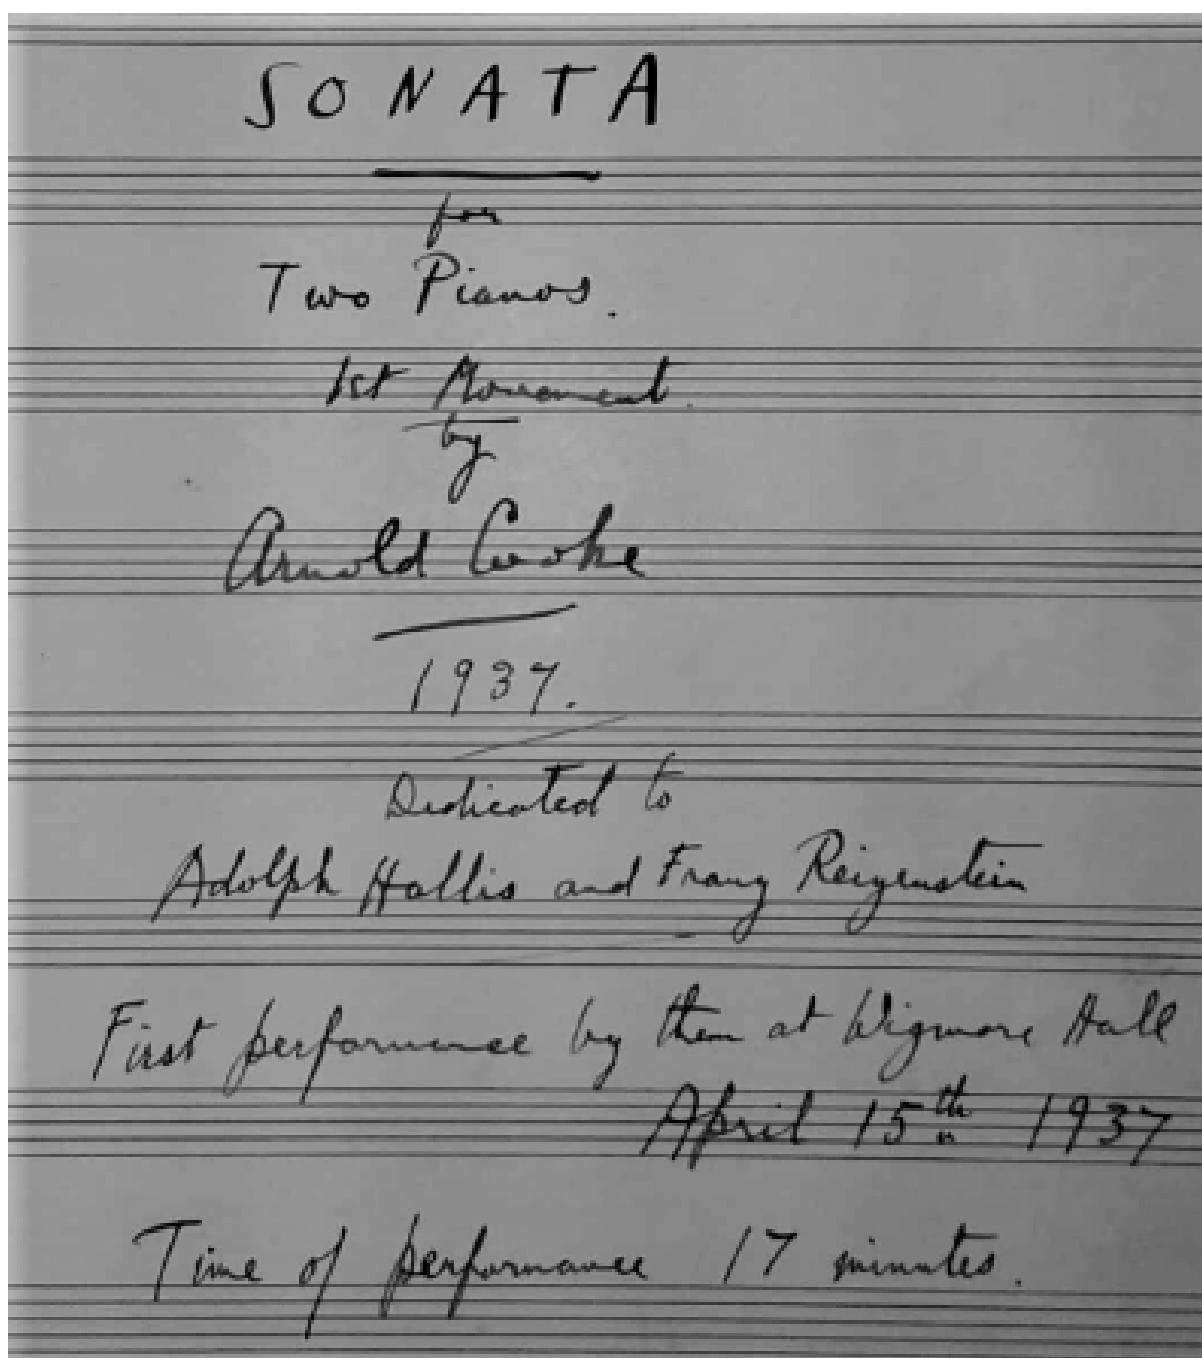 SONATA
for
Two Pianos.
1st Movement.
by
Arnold Cooke
1937.
Dedicated to
Adolph Hallis and Franz Reizenstein
First performance by them at Wigmore Hall
April 15th 1937
Time of performance 17 minutes.